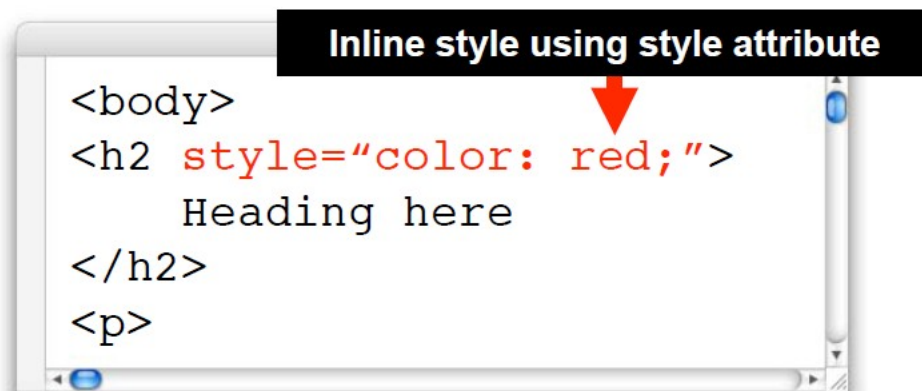 Inline style using style attribute
<body>
<h2 style=“color: red;”>
Heading here
</h2>
<p>